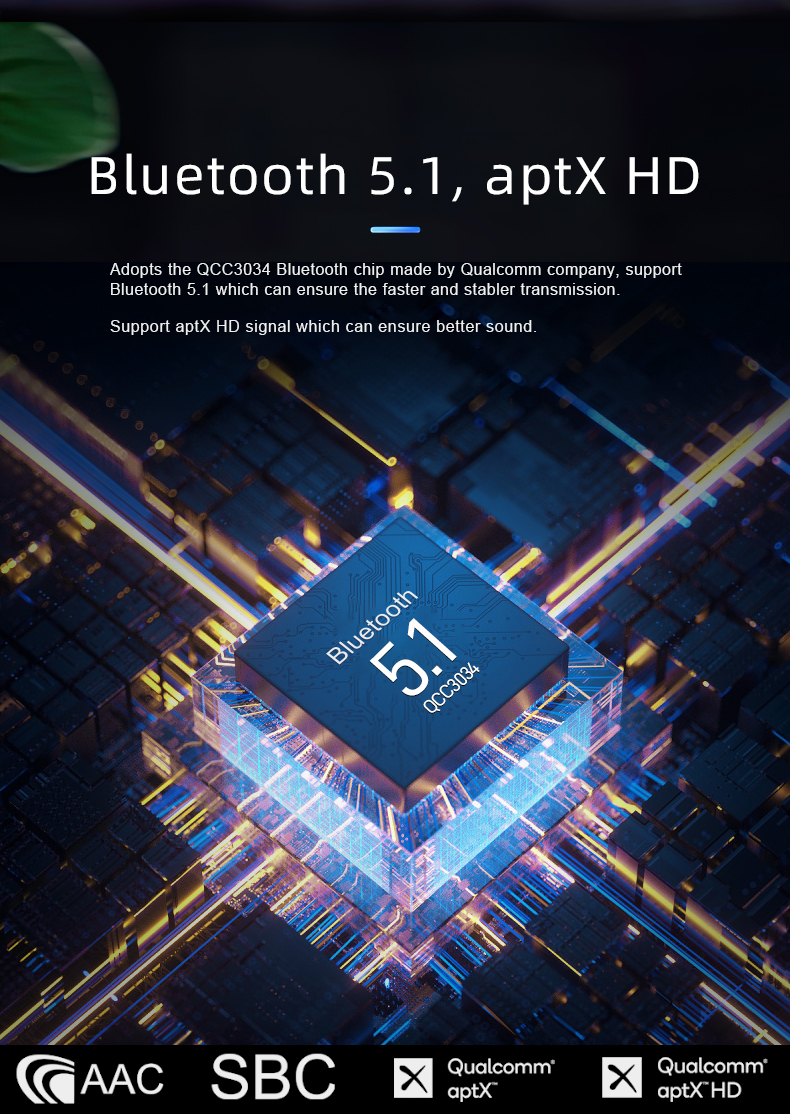 Bluetooth 5.1, aptX HD
Adopts the QCC3034 Bluetooth chip made by Qualcomm company, support
Bluetooth 5.1 which can ensure the faster and stabler transmission.
Support aptX HD signal which can ensure better sound.
Bluetooth
5.1
QCC3034
AAC SBC Qualcomm® aptX™ Qualcomm® aptX™ HD